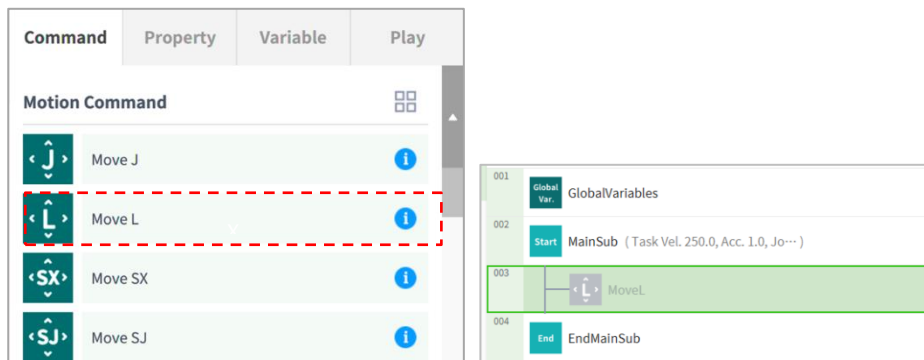 Command Property Variable Play
Motion Command
J Move J
L Move L
SX Move SX
SJ Move SJ
001
Global Var. GlobalVariables
002
Start MainSub ( Task Vel. 250.0, Acc. 1.0, Jo··· )
003
L MoveL
004
End EndMainSub